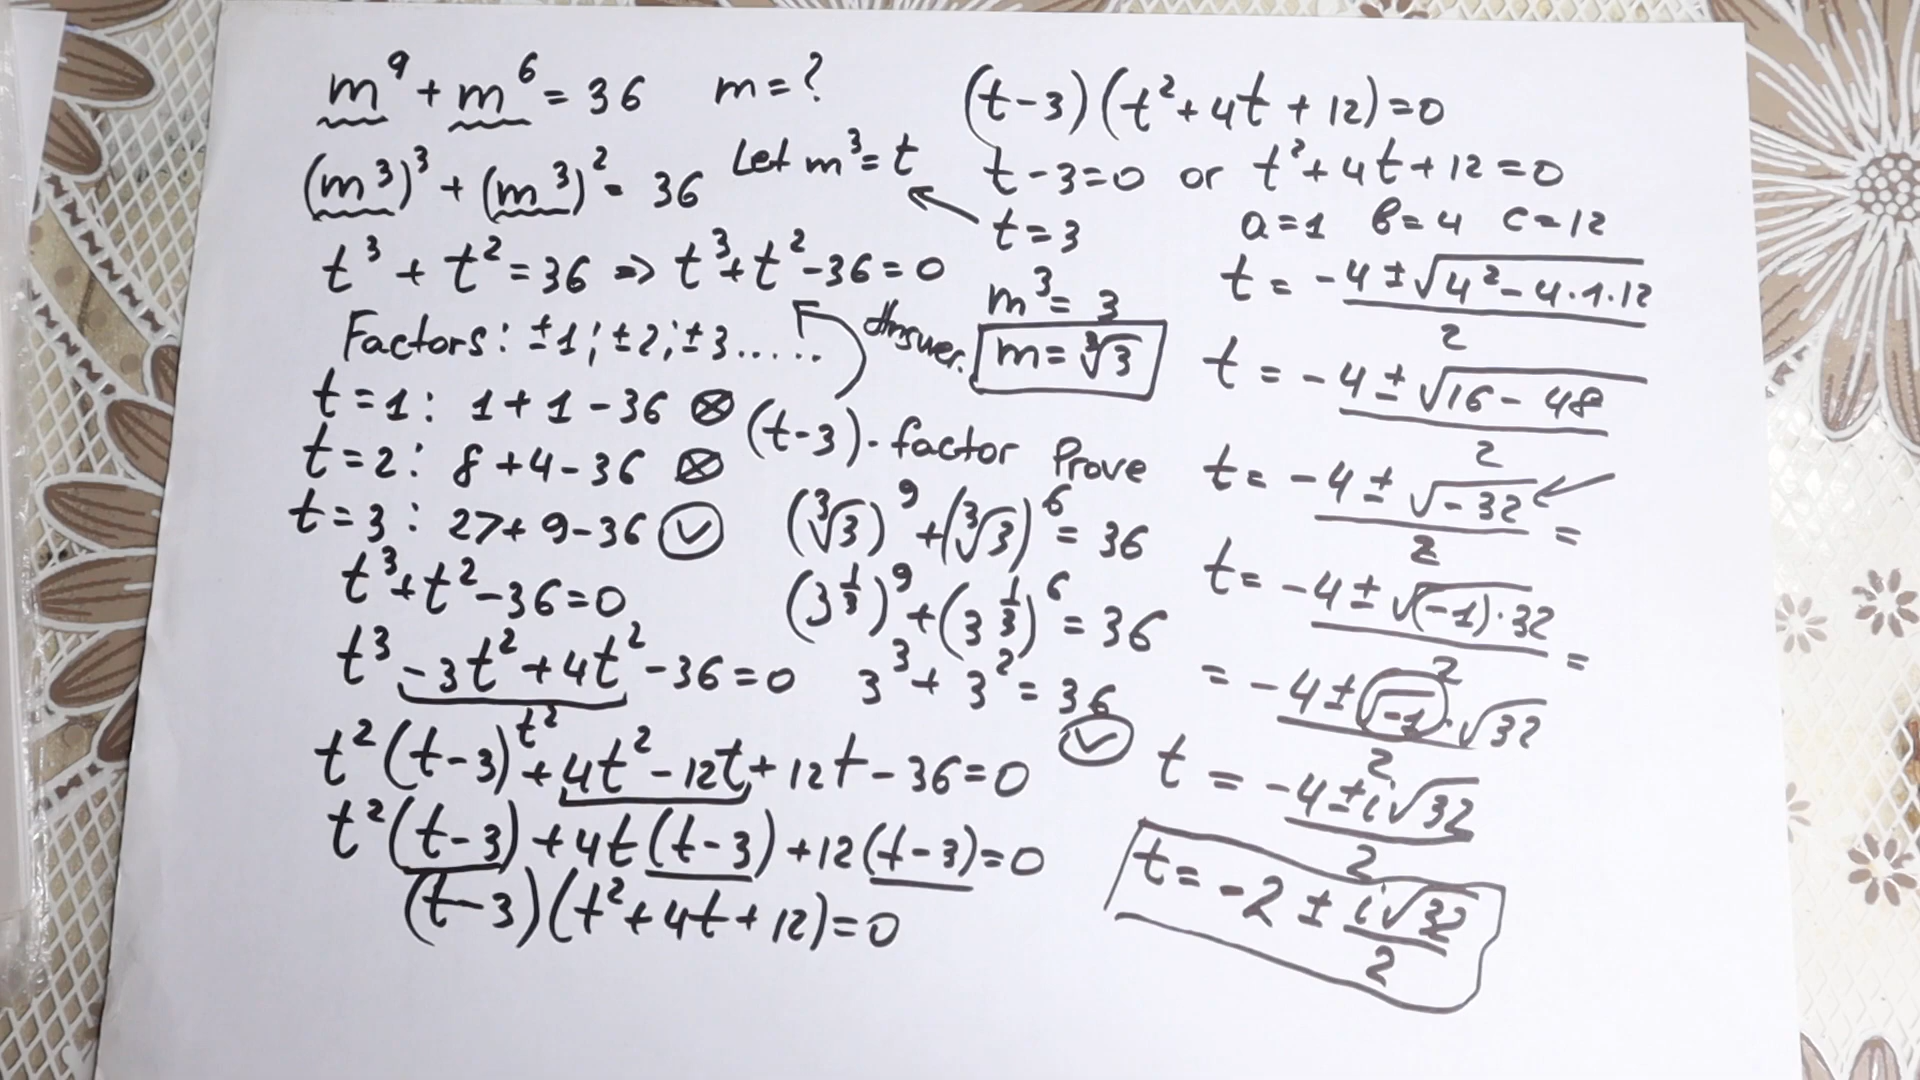 m⁹ + m⁶ = 36   m = ?
(m³)³ + (m³)² = 36   Let m³ = t
t³ + t² = 36 => t³ + t² - 36 = 0
Factors: ±1; ±2; ±3.....
t = 1: 1 + 1 - 36 ⊗
t = 2: 8 + 4 - 36 ⊗
t = 3: 27 + 9 - 36 ✓
(t-3) - factor
t³ + t² - 36 = 0
t³ - 3t² + 4t² - 36 = 0
t²
t²(t-3) + 4t² - 12t + 12t - 36 = 0
t²(t-3) + 4t(t-3) + 12(t-3) = 0
(t-3)(t² + 4t + 12) = 0
(t-3)(t² + 4t + 12) = 0
t - 3 = 0 or t² + 4t + 12 = 0
t = 3
m³ = 3
Answer. m = ∛3
Prove
(∛3)⁹ + (∛3)⁶ = 36
(3^(1/3))⁹ + (3^(1/3))⁶ = 36
3³ + 3² = 36
✓
a = 1 b = 4 c = 12
t = (-4 ± √(4² - 4·1·12))/2
t = (-4 ± √(16 - 48))/2
t = (-4 ± √(-32))/2 =
t = (-4 ± √((-1)·32))/2 =
= (-4 ± √(-1)·√32)/2
t = (-4 ± i√32)/2
t = -2 ± (i√32)/2